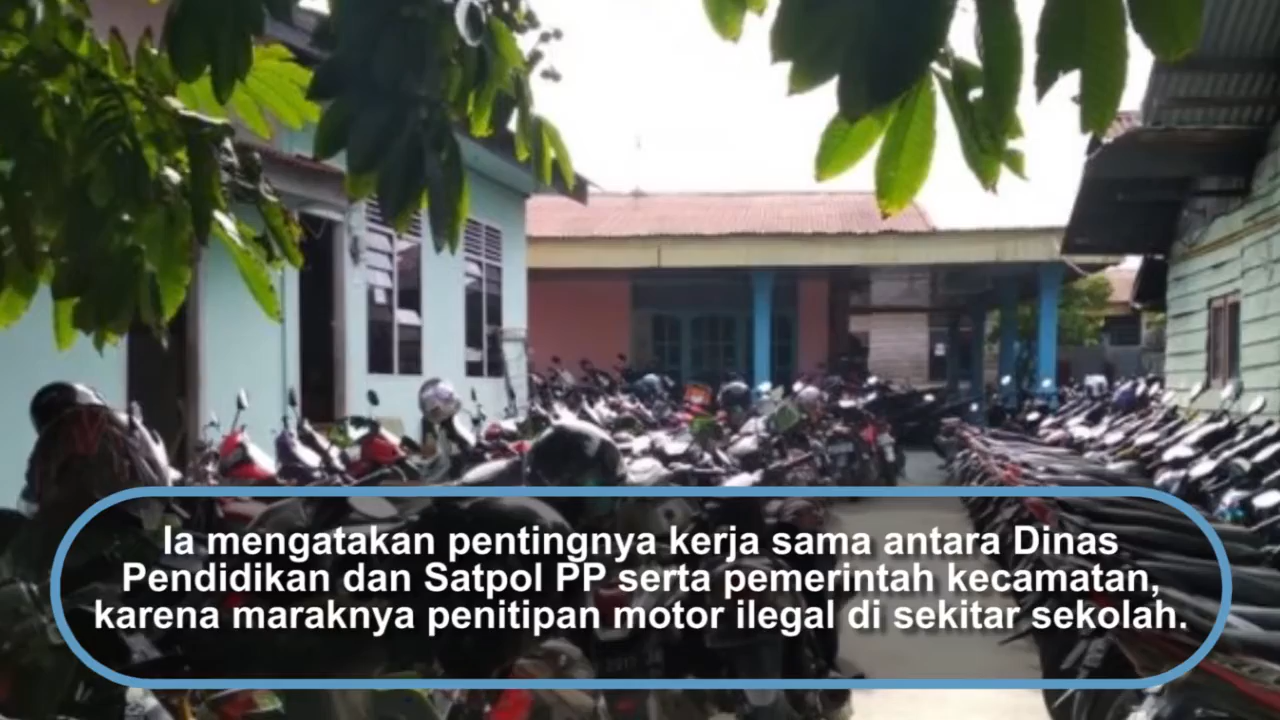 Ia mengatakan pentingnya kerja sama antara Dinas
Pendidikan dan Satpol PP serta pemerintah kecamatan,
karena maraknya penitipan motor ilegal di sekitar sekolah.